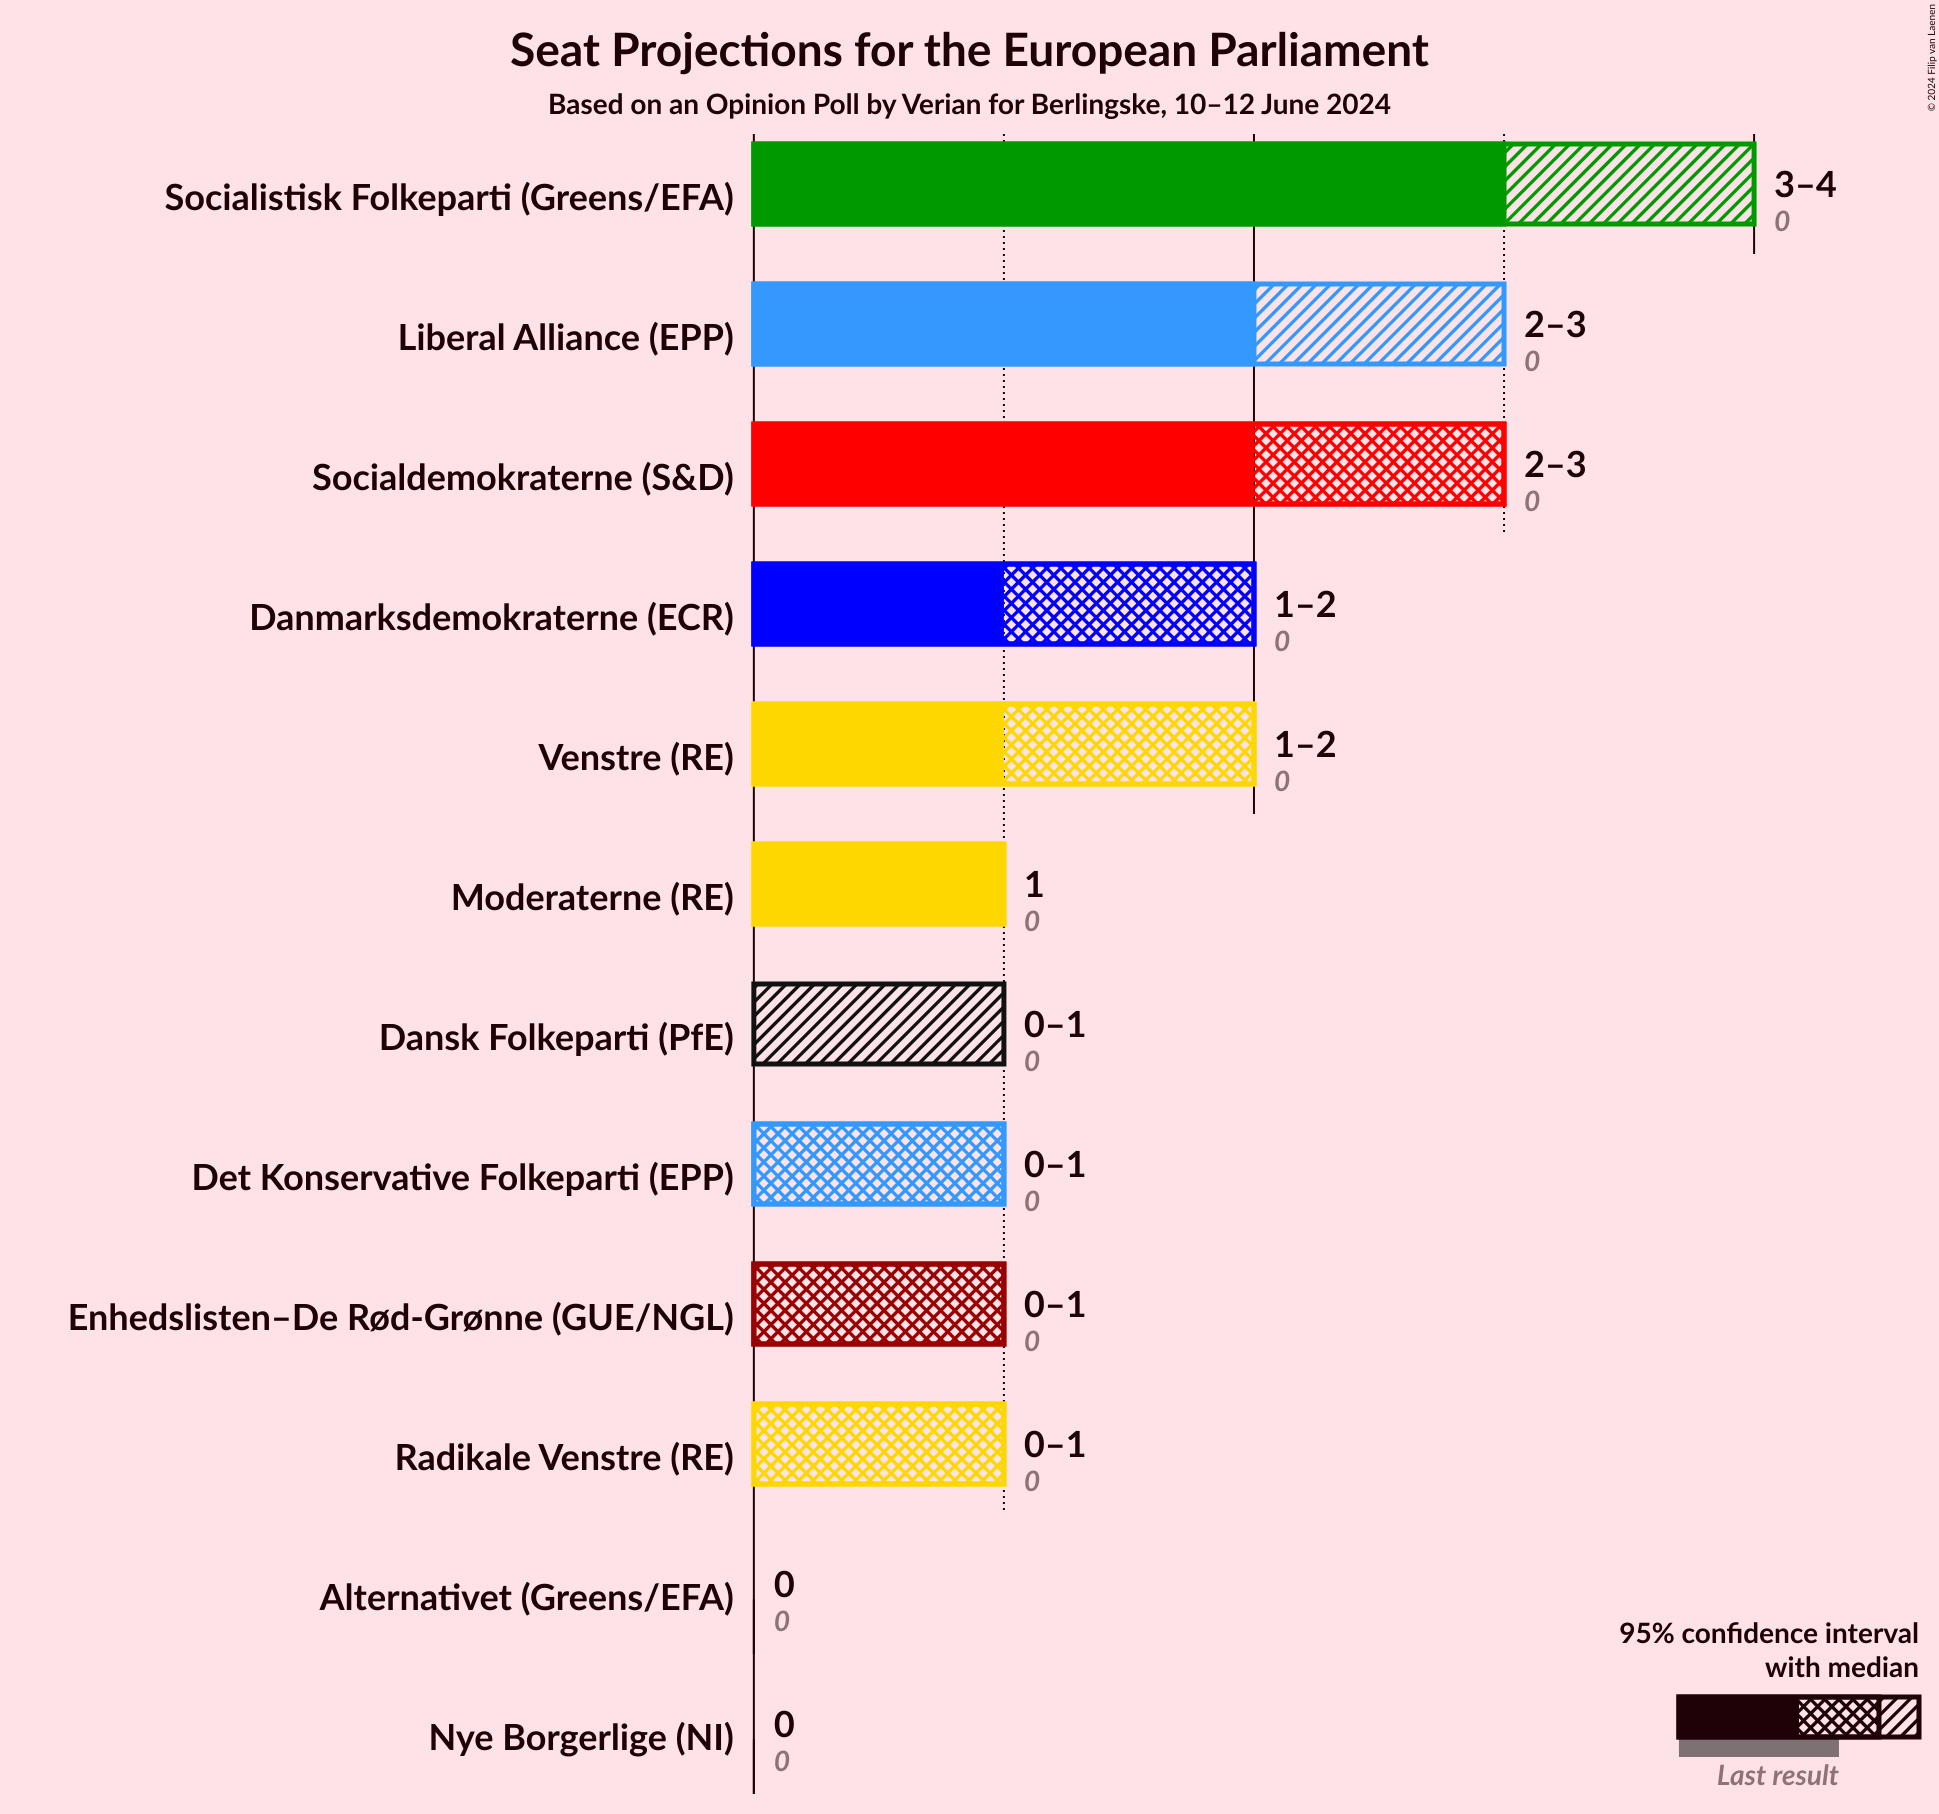 Seat Projections for the European Parliament
Based on an Opinion Poll by Verian for Berlingske, 10–12 June 2024
© 2024 Filip van Laenen
Socialistisk Folkeparti (Greens/EFA)
3–4
0
Liberal Alliance (EPP)
2–3
0
Socialdemokraterne (S&D)
2–3
0
Danmarksdemokraterne (ECR)
1–2
0
Venstre (RE)
1–2
0
Moderaterne (RE)
1
0
Dansk Folkeparti (PfE)
0–1
0
Det Konservative Folkeparti (EPP)
0–1
0
Enhedslisten–De Rød-Grønne (GUE/NGL)
0–1
0
Radikale Venstre (RE)
0–1
0
Alternativet (Greens/EFA)
0
0
Nye Borgerlige (NI)
0
0
95% confidence interval
with median
Last result